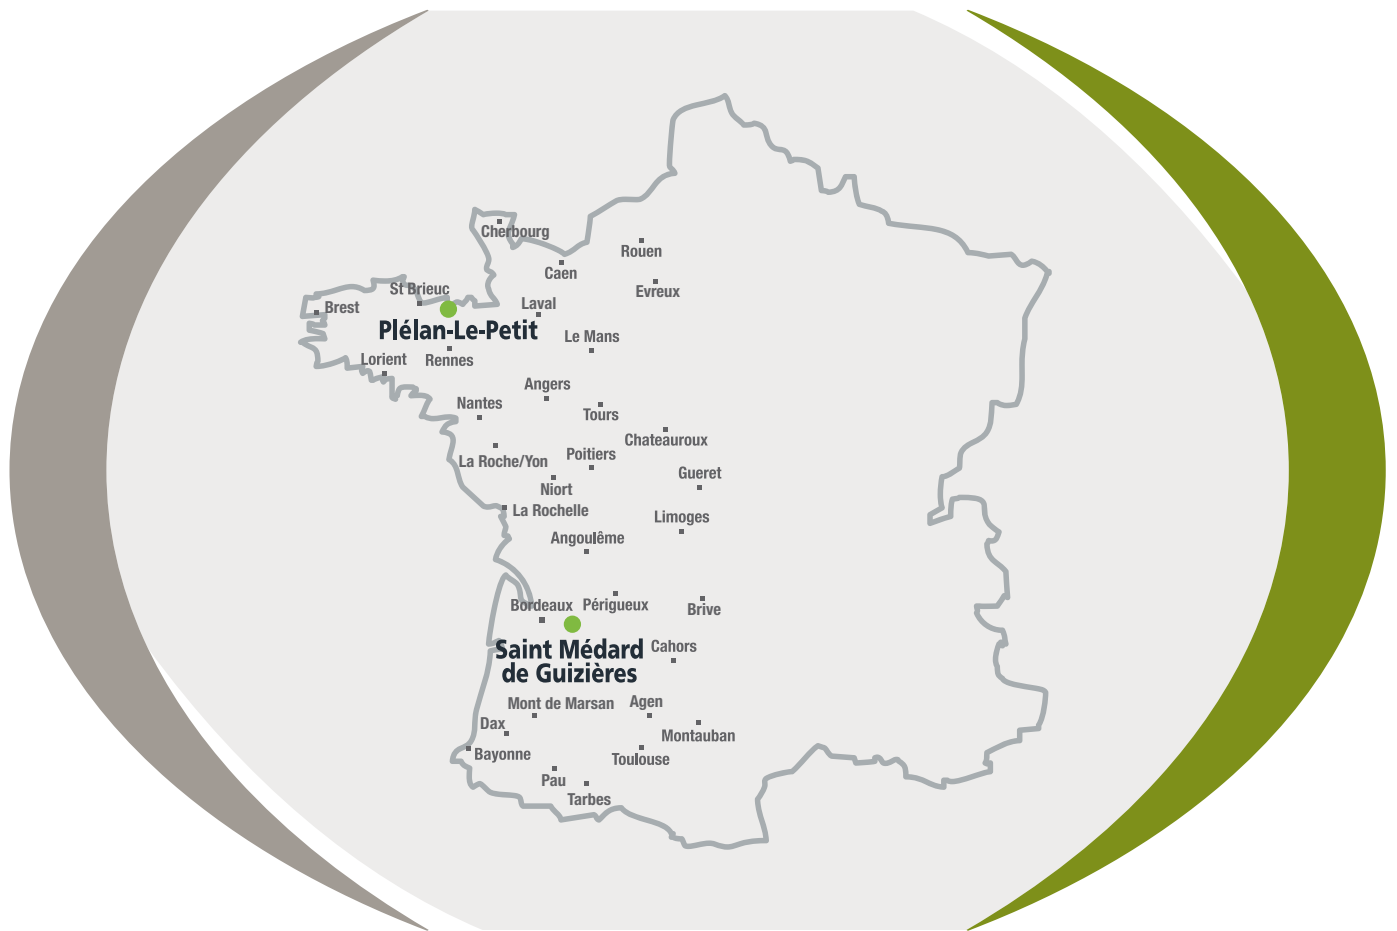 Cherbourg
Rouen
Caen
Evreux
St Brieuc
Laval
Brest
Plélan-Le-Petit
Le Mans
Lorient
Rennes
Angers
Nantes
Tours
Chateauroux
Poitiers
La Roche/Yon
Gueret
Niort
La Rochelle
Limoges
Angoulême
Bordeaux
Périgueux
Brive
Saint Médard
de Guizières
Cahors
Mont de Marsan
Agen
Dax
Montauban
Bayonne
Toulouse
Pau
Tarbes